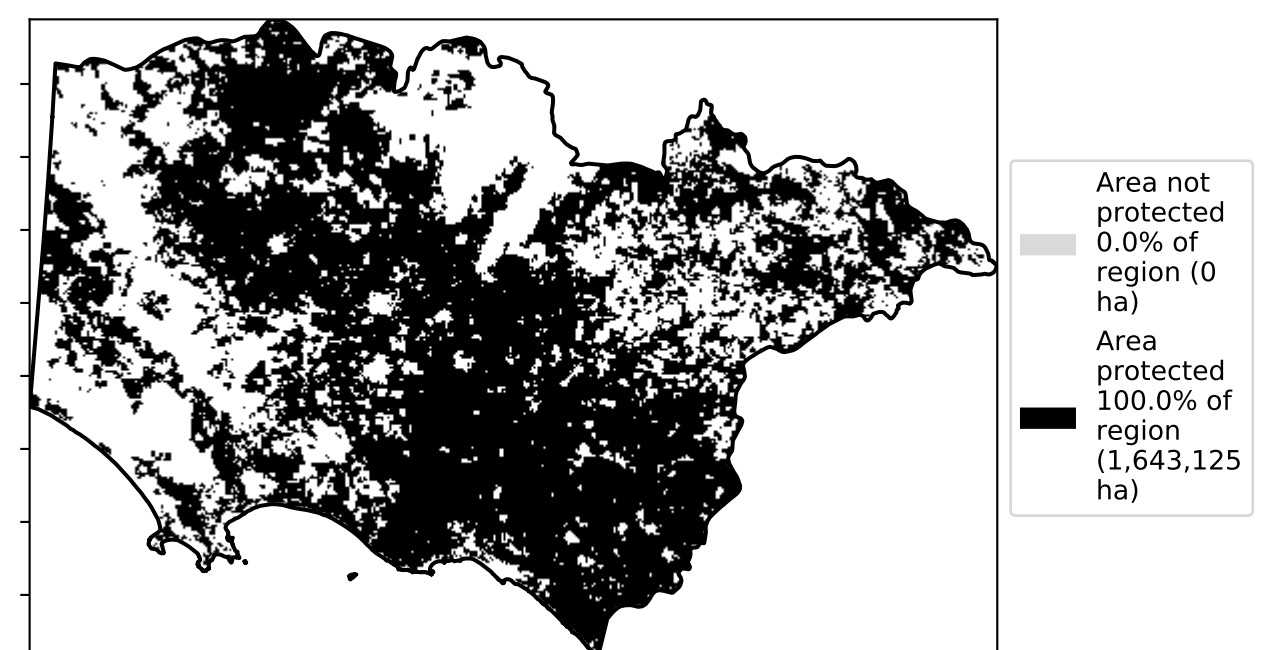 Area not
protected
0.0% of
region (0
ha)
Area
protected
100.0% of
region
(1,643,125
ha)